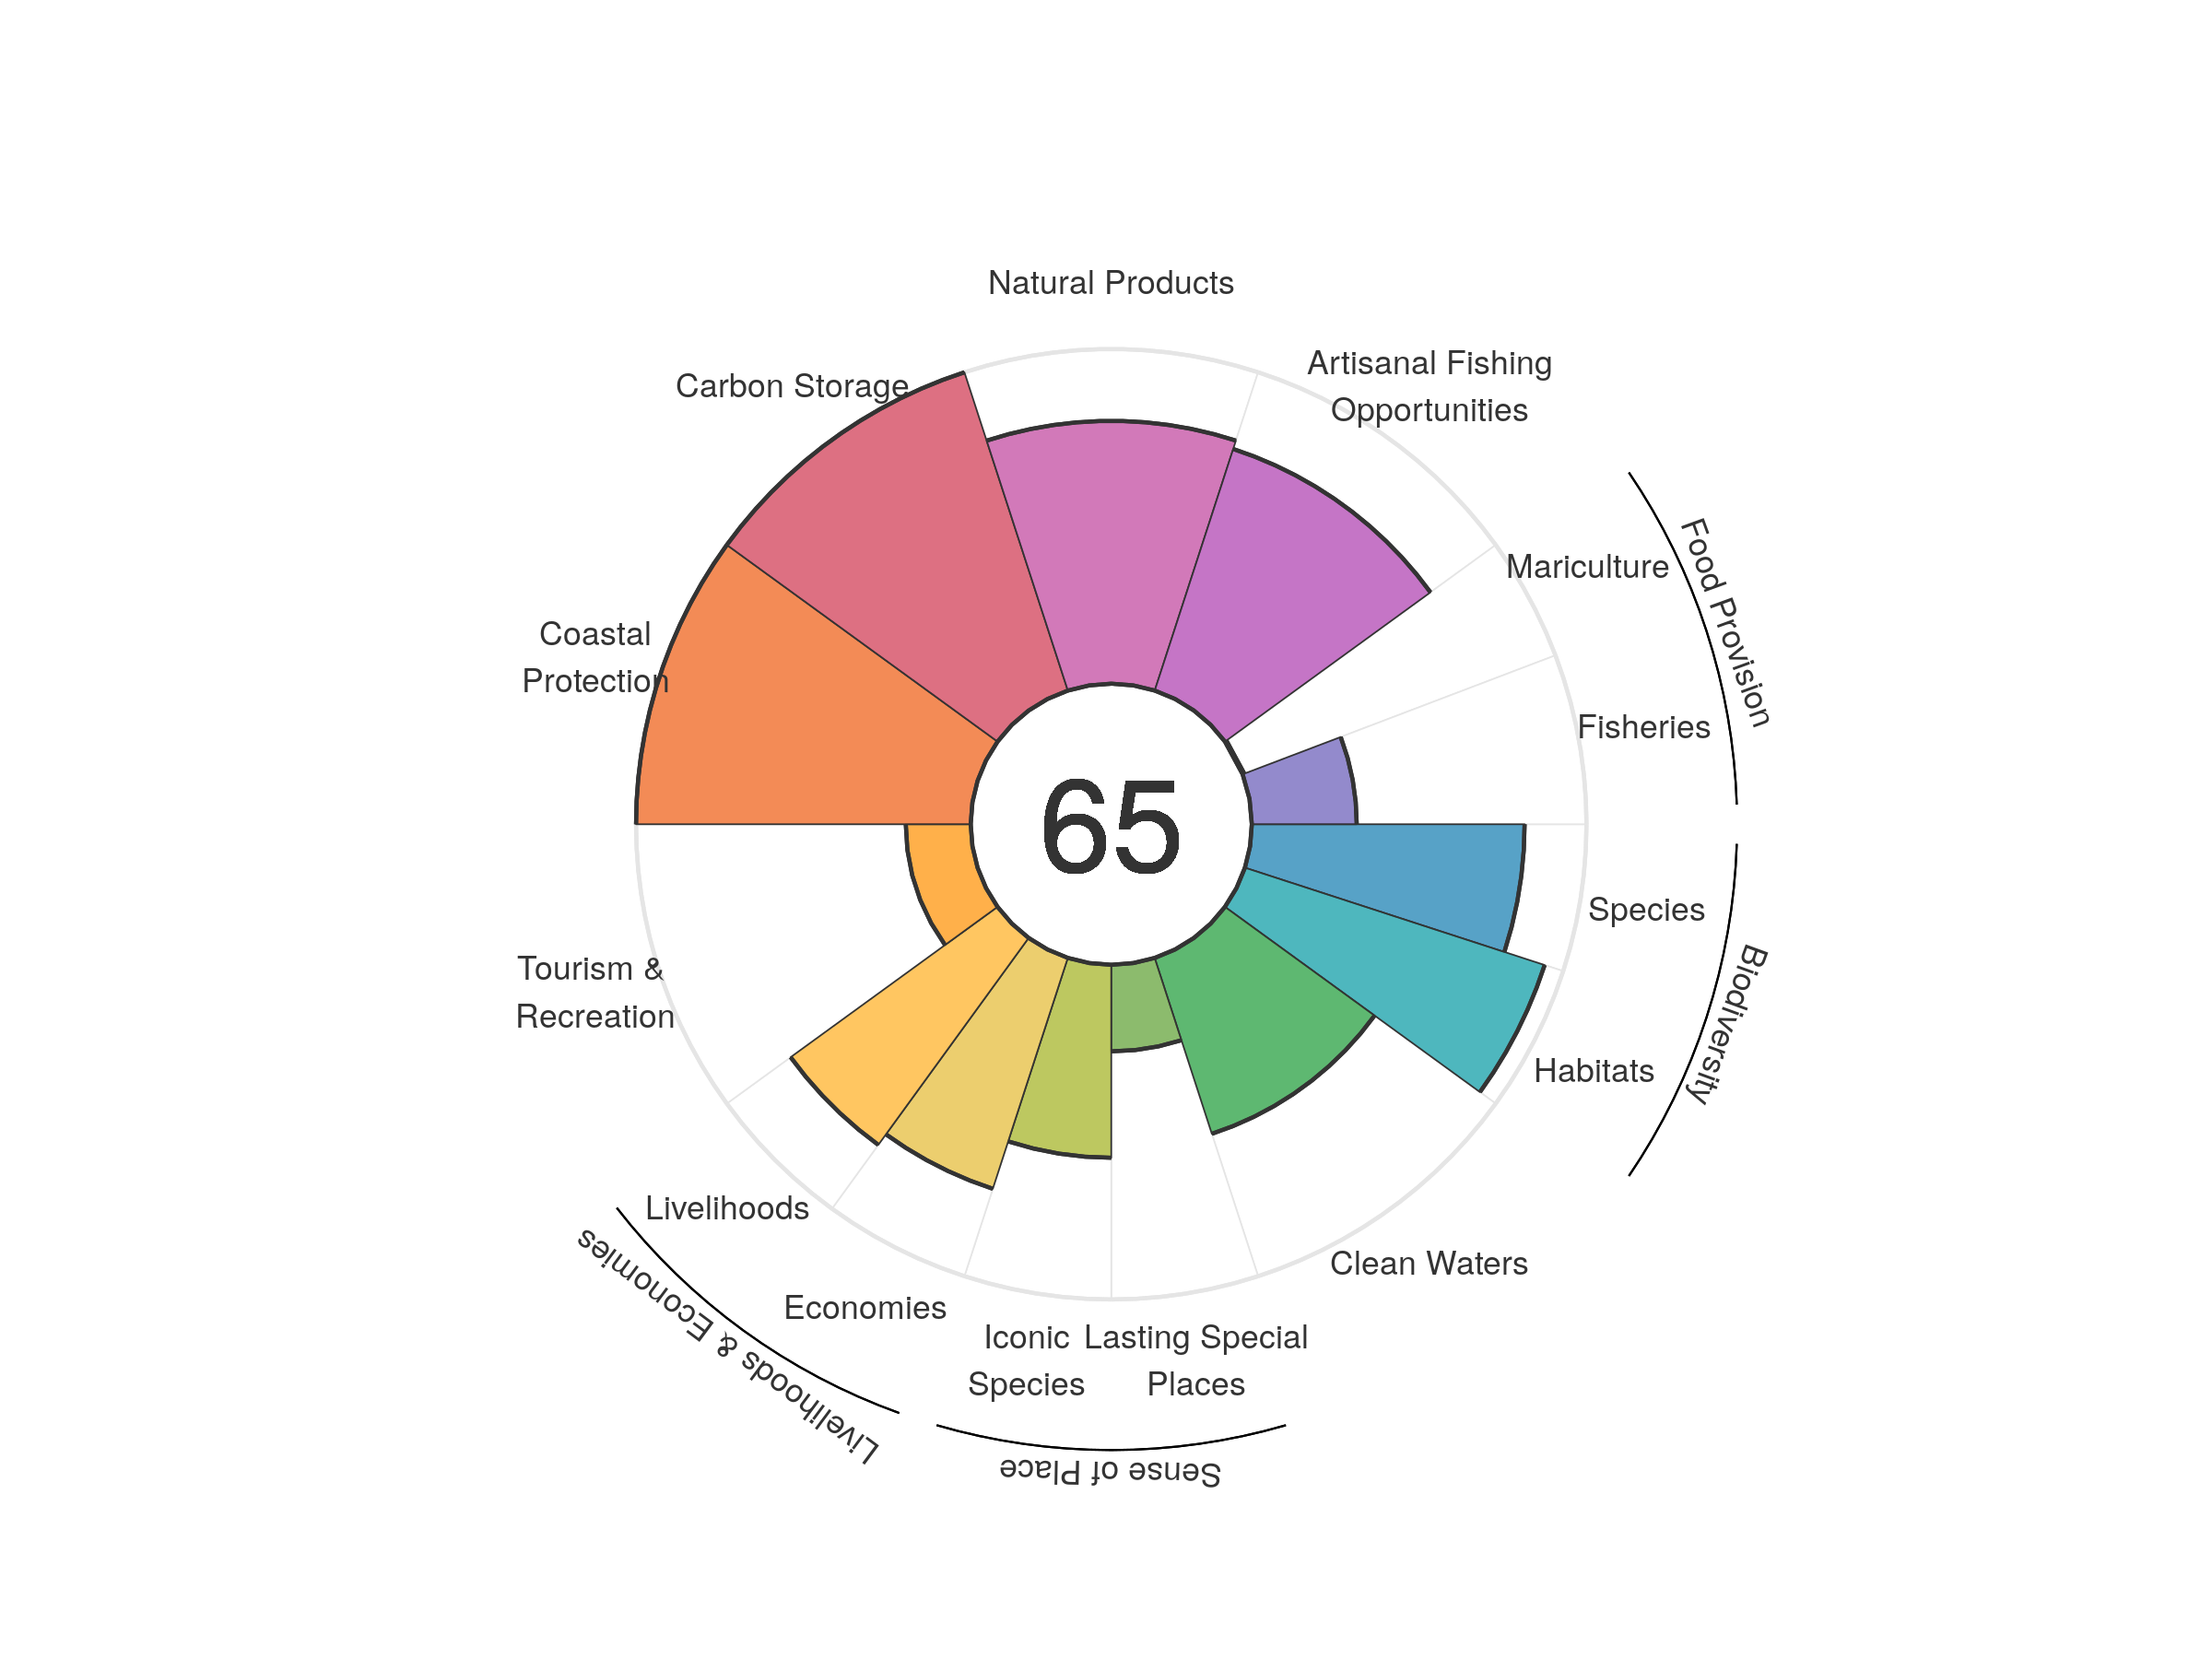 Natural Products
Artisanal Fishing
Opportunities
Carbon Storage
Food Provision
Mariculture
Coastal
Protection
Fisheries
65
Species
Biodiversity
Tourism &
Recreation
Habitats
Livelihoods
Clean Waters
Livelihoods & Economies
Economies
Iconic
Species
Lasting Special
Places
Sense of Place